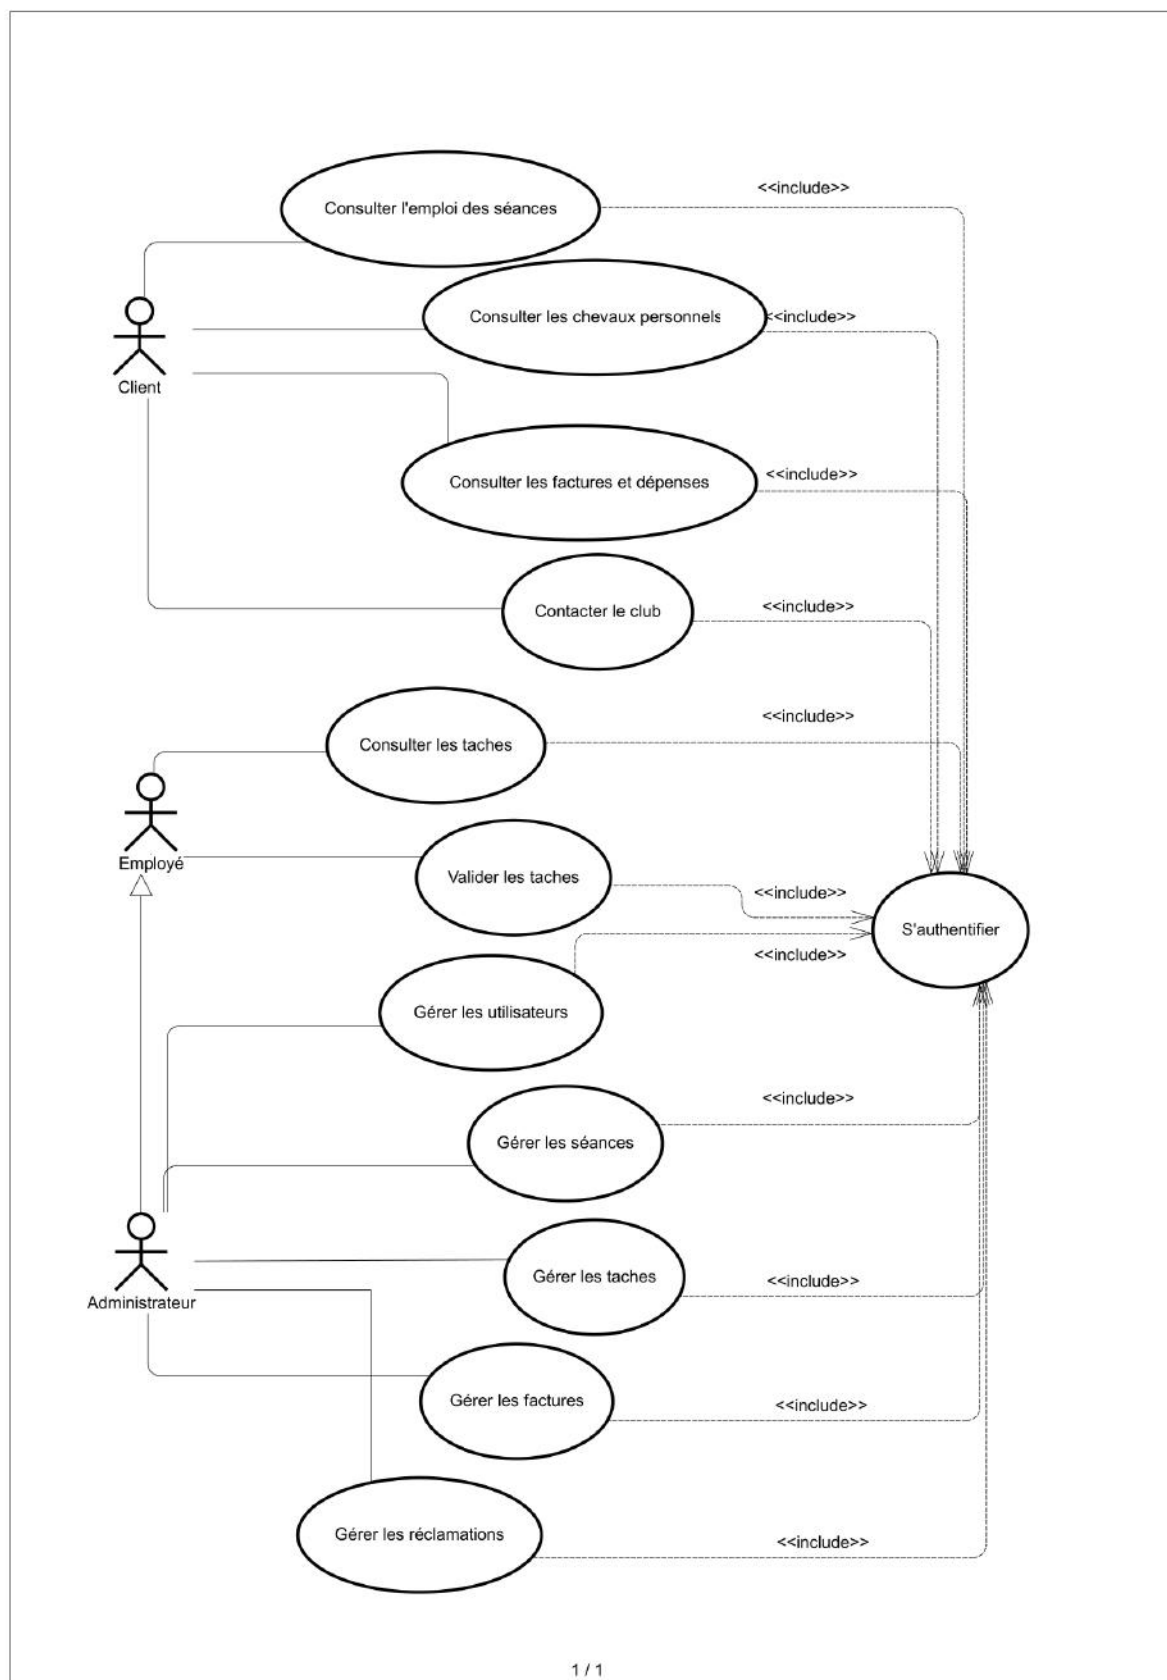 Consulter l'emploi des séances
<<include>>
Consulter les chevaux personnels
<<include>>
Client
Consulter les factures et dépenses
<<include>>
Contacter le club
<<include>>
Consulter les taches
<<include>>
Employé
Valider les taches
<<include>>
S'authentifier
<<include>>
Gérer les utilisateurs
Gérer les séances
<<include>>
Gérer les taches
<<include>>
Administrateur
Gérer les factures
<<include>>
Gérer les réclamations
<<include>>
1 / 1